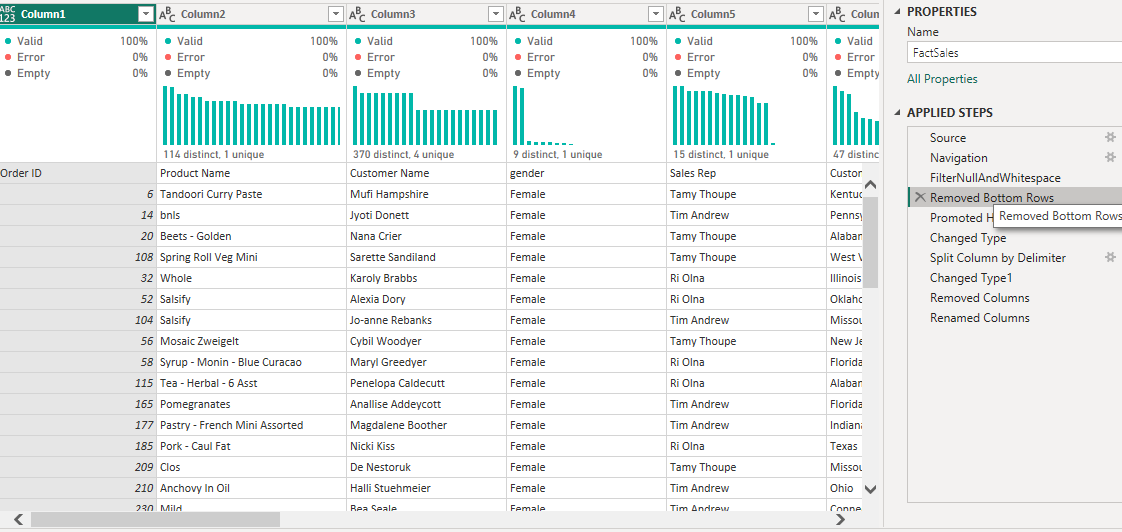 ABC 123 Column1 ABC Column2 ABC Column3 ABC Column4 ABC Column5 ABC Colum
Valid 100% Valid 100% Valid 100% Valid 100% Valid 100% Valid
Error 0% Error 0% Error 0% Error 0% Error 0% Error
Empty 0% Empty 0% Empty 0% Empty 0% Empty 0% Empty
114 distinct, 1 unique 370 distinct, 4 unique 9 distinct, 1 unique 15 distinct, 1 unique 47 distinct
Order ID Product Name Customer Name gender Sales Rep Custom
6 Tandoori Curry Paste Mufi Hampshire Female Tamy Thoupe Kentuc
14 bnls Jyoti Donett Female Tim Andrew Pennsy
20 Beets - Golden Nana Crier Female Tamy Thoupe Alaban
108 Spring Roll Veg Mini Sarette Sandiland Female Tamy Thoupe West V
32 Whole Karoly Brabbs Female Ri Olna Illinois
52 Salsify Alexia Dory Female Ri Olna Oklaho
104 Salsify Jo-anne Rebanks Female Tim Andrew Missou
56 Mosaic Zweigelt Cybil Woodyer Female Tamy Thoupe New Je
58 Syrup - Monin - Blue Curacao Maryl Greedyer Female Ri Olna Florida
115 Tea - Herbal - 6 Asst Penelopa Caldecutt Female Ri Olna Alaban
165 Pomegranates Anallise Addeycott Female Tim Andrew Florida
177 Pastry - French Mini Assorted Magdalene Boother Female Tim Andrew Indian
185 Pork - Caul Fat Nicki Kiss Female Ri Olna Texas
209 Clos De Nestoruk Female Tamy Thoupe Missou
210 Anchovy In Oil Halli Stuehmeier Female Tim Andrew Ohio
230 Mild Bea Seale Female Tim Andrew Conne
PROPERTIES
Name
FactSales
All Properties
APPLIED STEPS
Source
Navigation
FilterNullAndWhitespace
Removed Bottom Rows
Promoted H Removed Bottom Rows
Changed Type
Split Column by Delimiter
Changed Type1
Removed Columns
Renamed Columns